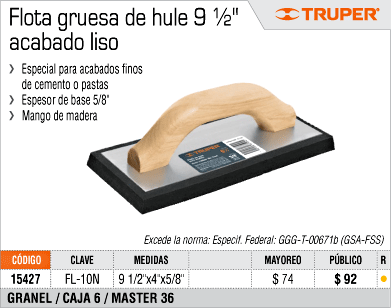 Flota gruesa de hule 9 ½"
acabado liso
TRUPER®
› Especial para acabados finos
de cemento o pastas
› Espesor de base 5/8"
› Mango de madera
TRUPER
Excede la norma: Especif. Federal: GGG-T-00671b (GSA-FSS)
CÓDIGO CLAVE MEDIDAS MAYOREO PÚBLICO R
15427 FL-10N 9 1/2"x4"x5/8" $ 74 $ 92
GRANEL / CAJA 6 / MASTER 36